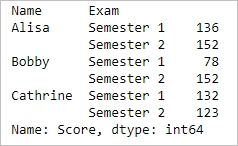 Name      Exam
Alisa     Semester 1    136
          Semester 2    152
Bobby     Semester 1     78
          Semester 2    152
Cathrine  Semester 1    132
          Semester 2    123
Name: Score, dtype: int64